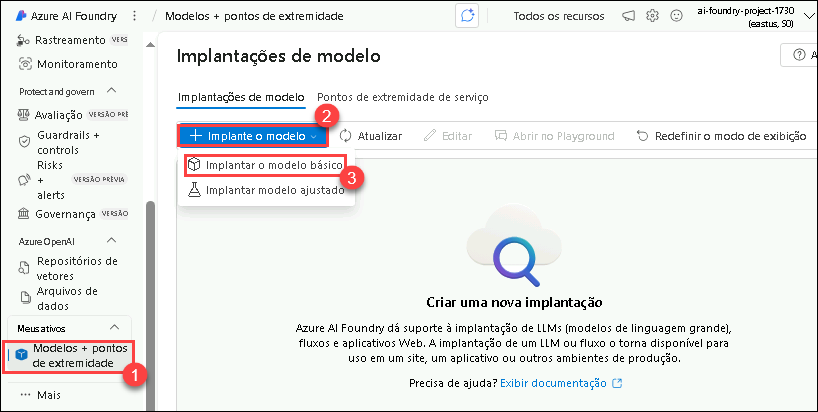 Azure AI Foundry
/ Modelos + pontos de extremidade
Todos os recursos
ai-foundry-project-1730
(eastus, S0)
Rastreamento VERS
Monitoramento
Protect and govern
Avaliação VERSÃO PRÉ
Guardrails +
controls
Risks
+ VERSÃO PRÉVIA
alerts
Governança VERSÃO
Azure OpenAI
Repositórios de
vetores
Arquivos de
dados
Meus ativos
Modelos + pontos
de extremidade
1
... Mais
Implantações de modelo
Implantações de modelo
Pontos de extremidade de serviço
2
+ Implante o modelo
Atualizar
Editar
Abrir no Playground
Redefinir o modo de exibição
Implantar o modelo básico
3
Implantar modelo ajustado
Criar uma nova implantação
Azure AI Foundry dá suporte à implantação de LLMs (modelos de linguagem grande),
fluxos e aplicativos Web. A implantação de um LLM ou fluxo o torna disponível para
uso em um site, um aplicativo ou outros ambientes de produção.
Precisa de ajuda? Exibir documentação